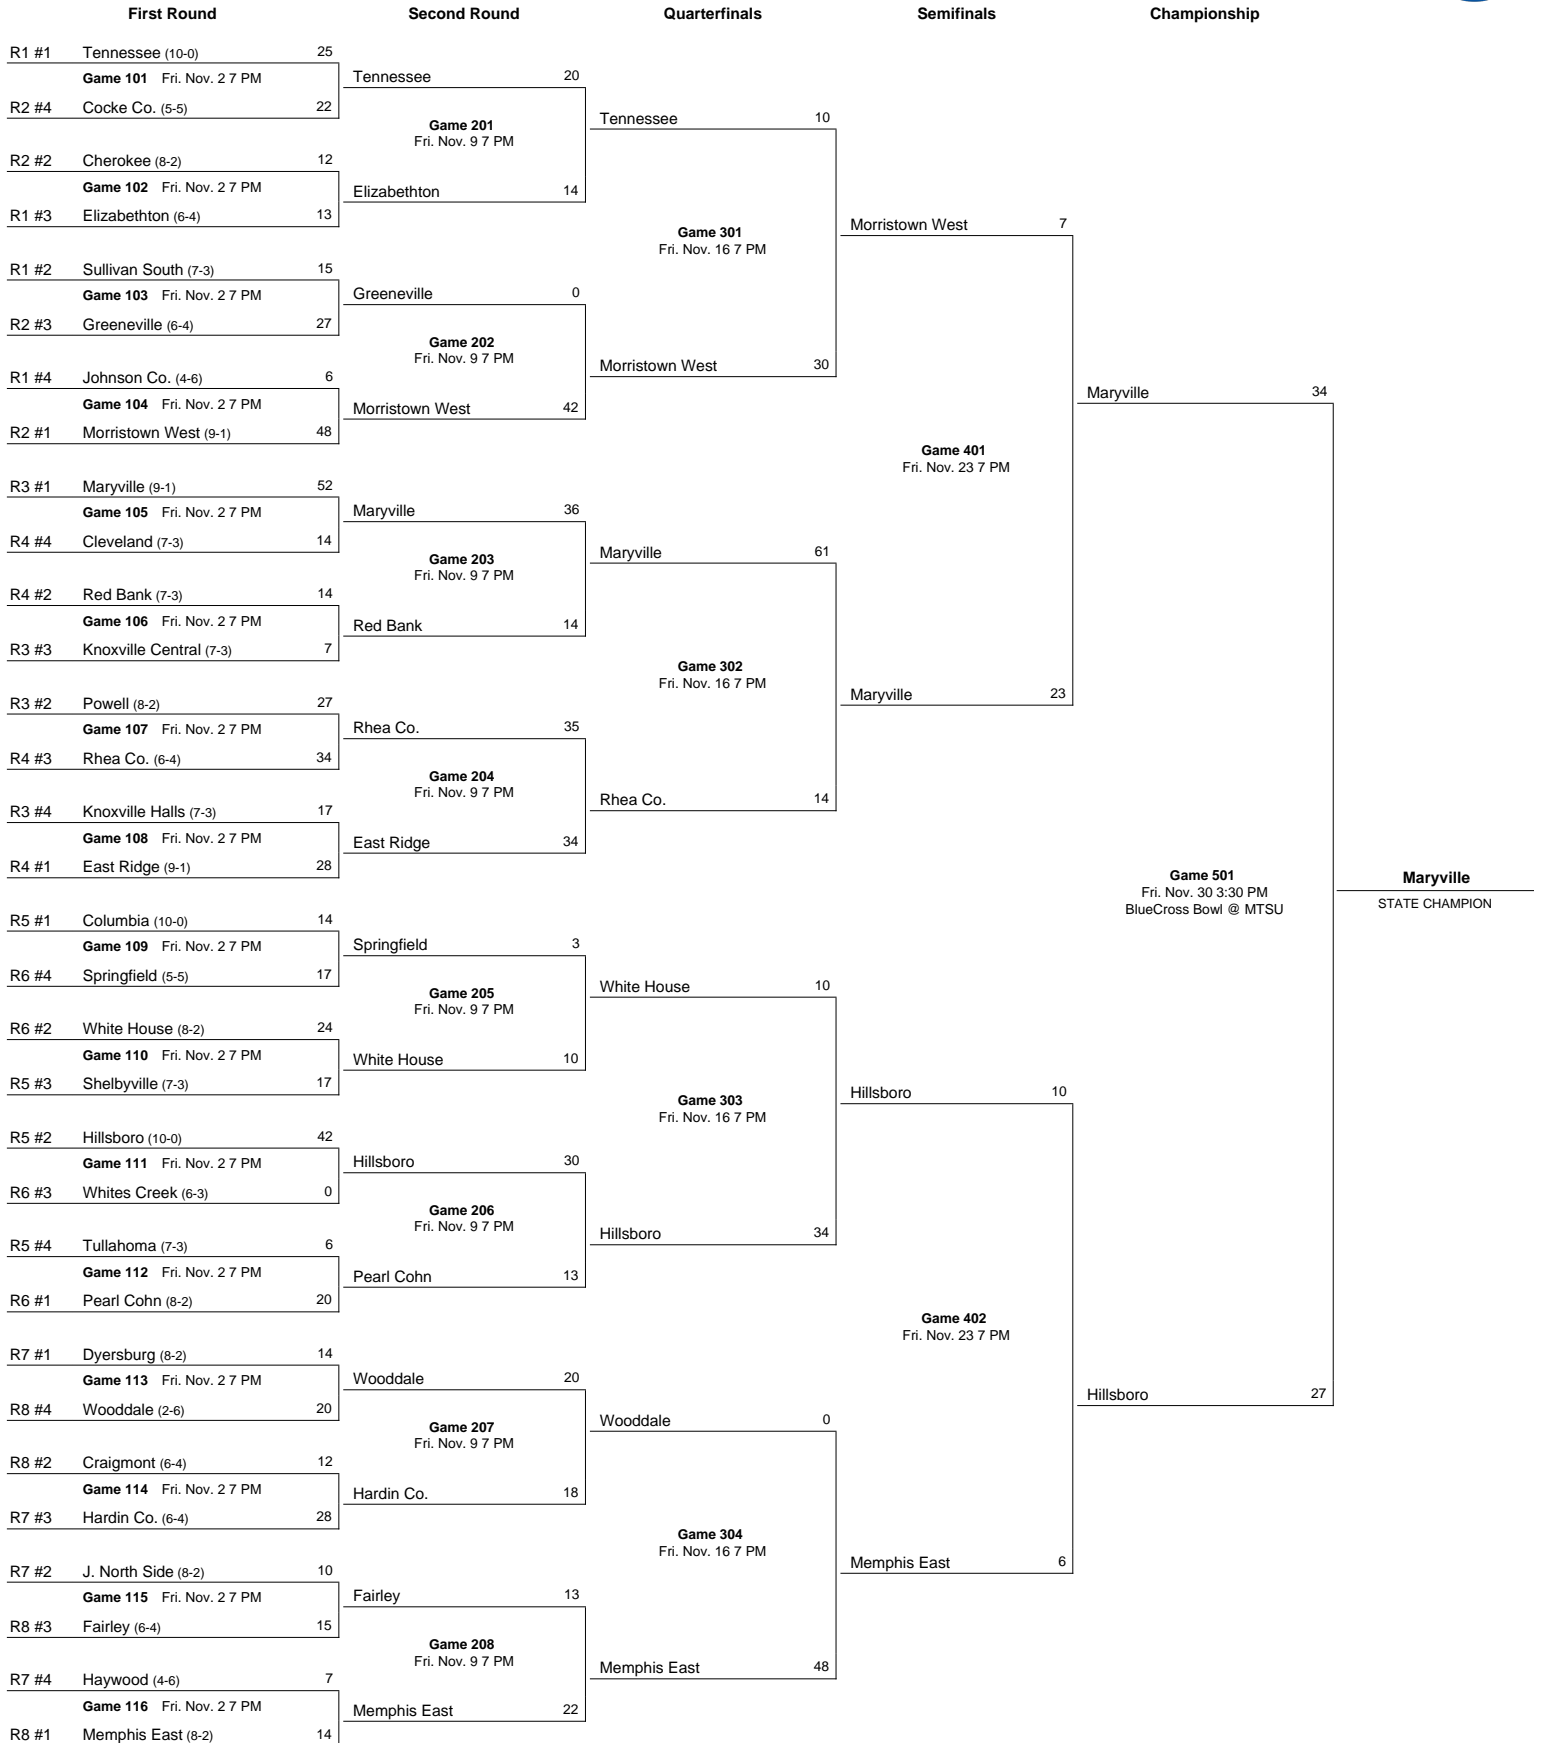 First Round Second Round Quarterfinals Semifinals Championship
R1 #1 Tennessee (10-0) 25
Game 101 Fri. Nov. 2 7 PM
R2 #4 Cocke Co. (5-5) 22
R2 #2 Cherokee (8-2) 12
Game 102 Fri. Nov. 2 7 PM
R1 #3 Elizabethton (6-4) 13
R1 #2 Sullivan South (7-3) 15
Game 103 Fri. Nov. 2 7 PM
R2 #3 Greeneville (6-4) 27
R1 #4 Johnson Co. (4-6) 6
Game 104 Fri. Nov. 2 7 PM
R2 #1 Morristown West (9-1) 48
R3 #1 Maryville (9-1) 52
Game 105 Fri. Nov. 2 7 PM
R4 #4 Cleveland (7-3) 14
R4 #2 Red Bank (7-3) 14
Game 106 Fri. Nov. 2 7 PM
R3 #3 Knoxville Central (7-3) 7
R3 #2 Powell (8-2) 27
Game 107 Fri. Nov. 2 7 PM
R4 #3 Rhea Co. (6-4) 34
R3 #4 Knoxville Halls (7-3) 17
Game 108 Fri. Nov. 2 7 PM
R4 #1 East Ridge (9-1) 28
R5 #1 Columbia (10-0) 14
Game 109 Fri. Nov. 2 7 PM
R6 #4 Springfield (5-5) 17
R6 #2 White House (8-2) 24
Game 110 Fri. Nov. 2 7 PM
R5 #3 Shelbyville (7-3) 17
R5 #2 Hillsboro (10-0) 42
Game 111 Fri. Nov. 2 7 PM
R6 #3 Whites Creek (6-3) 0
R5 #4 Tullahoma (7-3) 6
Game 112 Fri. Nov. 2 7 PM
R6 #1 Pearl Cohn (8-2) 20
R7 #1 Dyersburg (8-2) 14
Game 113 Fri. Nov. 2 7 PM
R8 #4 Wooddale (2-6) 20
R8 #2 Craigmont (6-4) 12
Game 114 Fri. Nov. 2 7 PM
R7 #3 Hardin Co. (6-4) 28
R7 #2 J. North Side (8-2) 10
Game 115 Fri. Nov. 2 7 PM
R8 #3 Fairley (6-4) 15
R7 #4 Haywood (4-6) 7
Game 116 Fri. Nov. 2 7 PM
R8 #1 Memphis East (8-2) 14
Tennessee 20
Game 201
Fri. Nov. 9 7 PM
Elizabethton 14
Greeneville 0
Game 202
Fri. Nov. 9 7 PM
Morristown West 42
Maryville 36
Game 203
Fri. Nov. 9 7 PM
Red Bank 14
Rhea Co. 35
Game 204
Fri. Nov. 9 7 PM
East Ridge 34
Springfield 3
Game 205
Fri. Nov. 9 7 PM
White House 10
Hillsboro 30
Game 206
Fri. Nov. 9 7 PM
Pearl Cohn 13
Wooddale 20
Game 207
Fri. Nov. 9 7 PM
Hardin Co. 18
Fairley 13
Game 208
Fri. Nov. 9 7 PM
Memphis East 22
Tennessee 10
Game 301
Fri. Nov. 16 7 PM
Morristown West 30
Maryville 61
Game 302
Fri. Nov. 16 7 PM
Rhea Co. 14
White House 10
Game 303
Fri. Nov. 16 7 PM
Hillsboro 34
Wooddale 0
Game 304
Fri. Nov. 16 7 PM
Memphis East 48
Morristown West 7
Game 401
Fri. Nov. 23 7 PM
Maryville 23
Hillsboro 10
Game 402
Fri. Nov. 23 7 PM
Memphis East 6
Maryville 34
Game 501
Fri. Nov. 30 3:30 PM
BlueCross Bowl @ MTSU
Hillsboro 27
Maryville
STATE CHAMPION